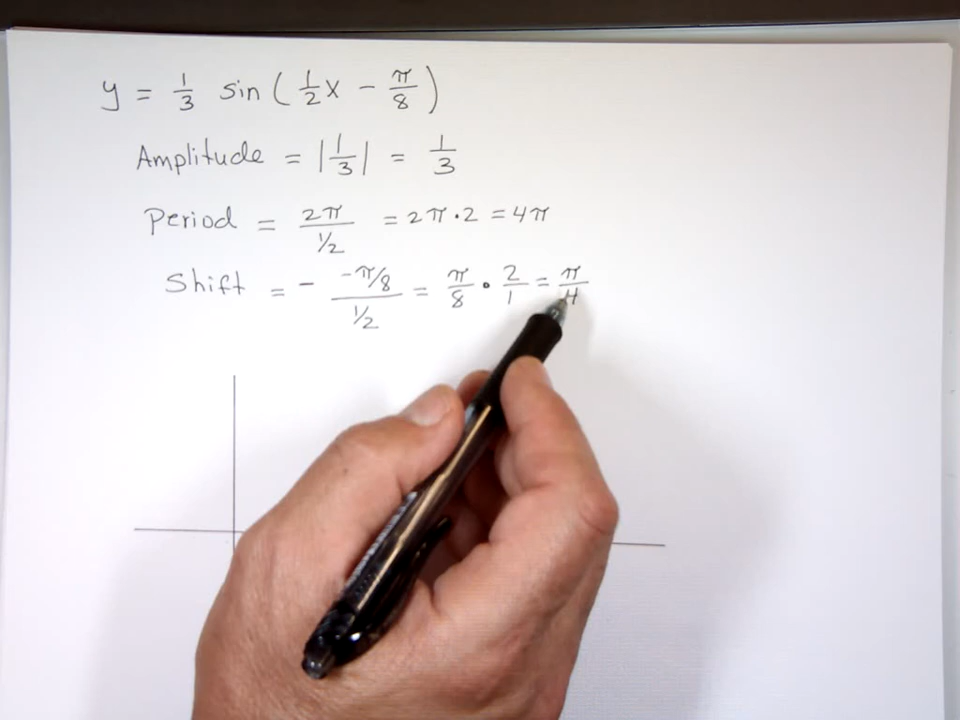 y = 1/3 sin ( 1/2 x - π/8 )
Amplitude = |1/3| = 1/3
Period = 2π / 1/2 = 2π · 2 = 4π
Shift = - -π/8 / 1/2 = π/8 · 2/1 = π/4